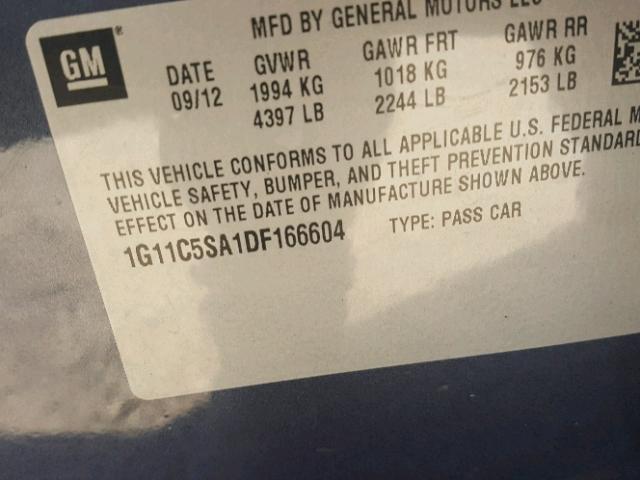 GM®
MFD BY GENERAL MOTORS LLC
DATE GVWR GAWR FRT GAWR RR
09/12 1994 KG 1018 KG 976 KG
4397 LB 2244 LB 2153 LB
THIS VEHICLE CONFORMS TO ALL APPLICABLE U.S. FEDERAL M
VEHICLE SAFETY, BUMPER, AND THEFT PREVENTION STANDARD
EFFECT ON THE DATE OF MANUFACTURE SHOWN ABOVE.
1G11C5SA1DF166604 TYPE: PASS CAR